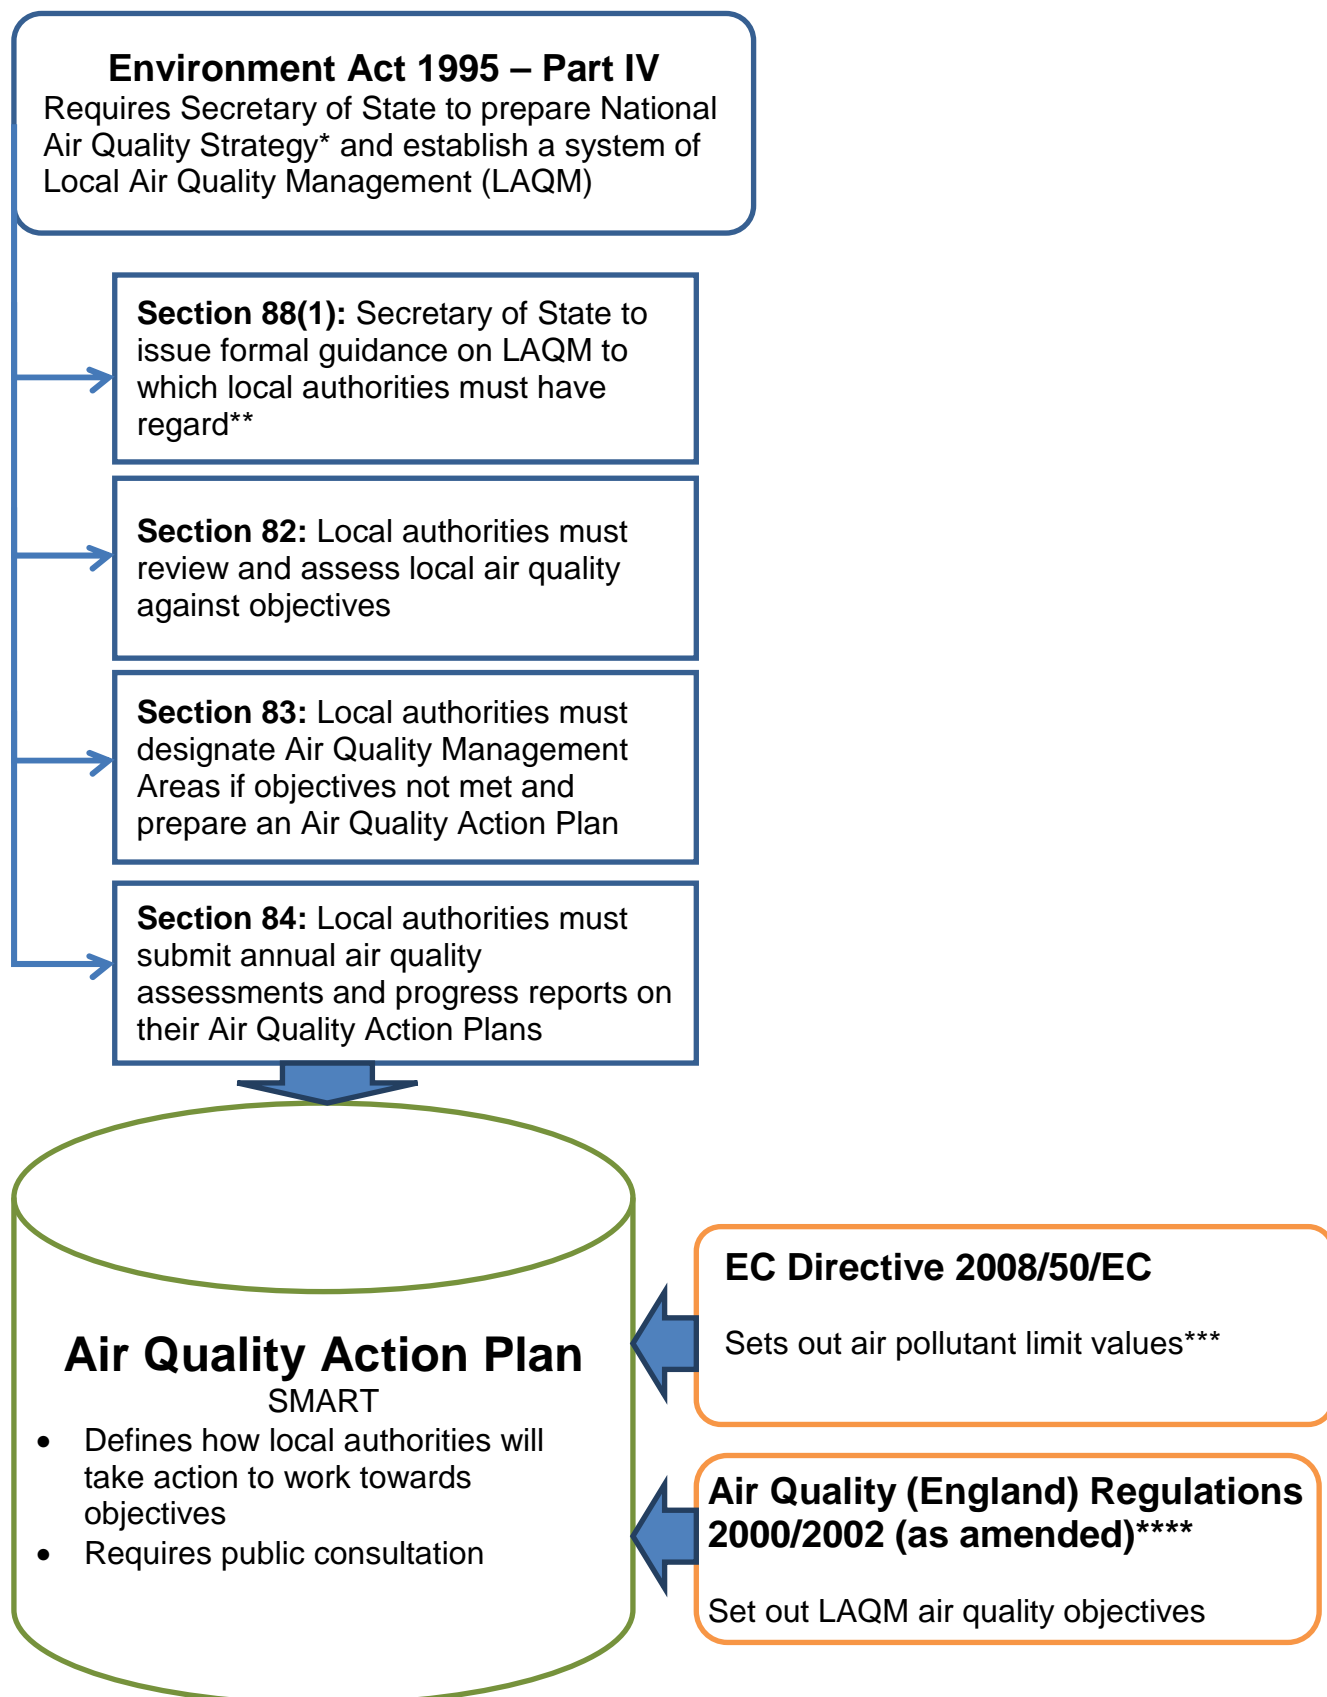 Environment Act 1995 – Part IV
Requires Secretary of State to prepare National
Air Quality Strategy* and establish a system of
Local Air Quality Management (LAQM)
Section 88(1): Secretary of State to
issue formal guidance on LAQM to
which local authorities must have
regard**
Section 82: Local authorities must
review and assess local air quality
against objectives
Section 83: Local authorities must
designate Air Quality Management
Areas if objectives not met and
prepare an Air Quality Action Plan
Section 84: Local authorities must
submit annual air quality
assessments and progress reports on
their Air Quality Action Plans
Air Quality Action Plan
SMART
• Defines how local authorities will
take action to work towards
objectives
• Requires public consultation
EC Directive 2008/50/EC
Sets out air pollutant limit values***
Air Quality (England) Regulations
2000/2002 (as amended)****
Set out LAQM air quality objectives